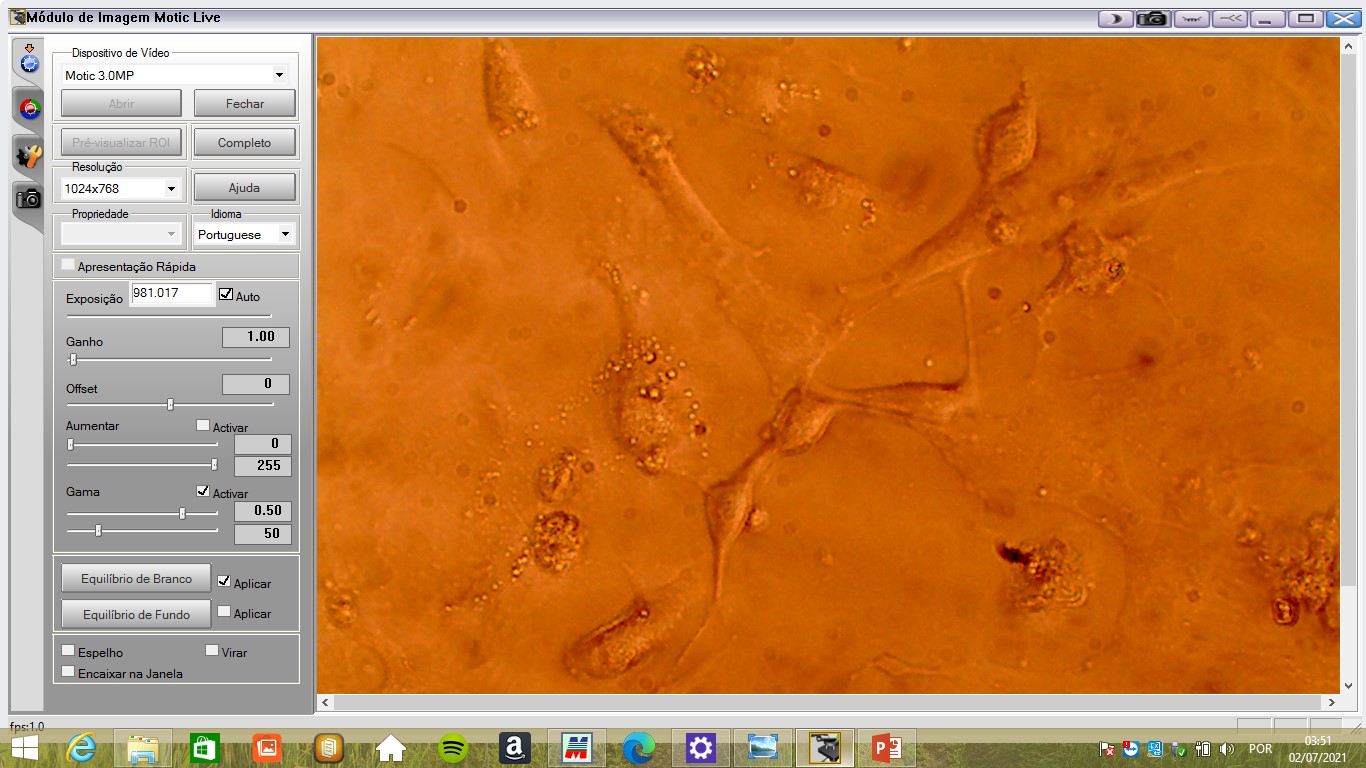 Módulo de Imagem Motic Live
Dispositivo de Vídeo
Motic 3.0MP
Abrir
Fechar
Pré-visualizar ROI
Completo
Resolução
1024x768
Ajuda
Propriedade
Idioma
Portuguese
Apresentação Rápida
Exposição
981.017
Auto
Ganho
1.00
Offset
0
Aumentar
Activar
0
255
Gama
Activar
0.50
50
Equilíbrio de Branco
Aplicar
Equilíbrio de Fundo
Aplicar
Espelho
Virar
Encaixar na Janela
fps:1.0
POR
03:51
02/07/2021